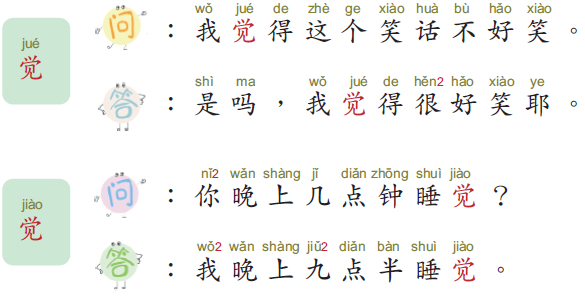 jué
觉
wǒ jué de zhè ge xiào huà bù hǎo xiào
问：我觉得这个笑话不好笑。
shì ma wǒ jué de hěn2 hǎo xiào ye
答：是吗，我觉得很好笑耶。
jiào
觉
nǐ2 wǎn shàng jǐ diǎn zhōng shuì jiào
问：你晚上几点钟睡觉？
wǒ2 wǎn shàng jiǔ2 diǎn bàn shuì jiào
答：我晚上九点半睡觉。